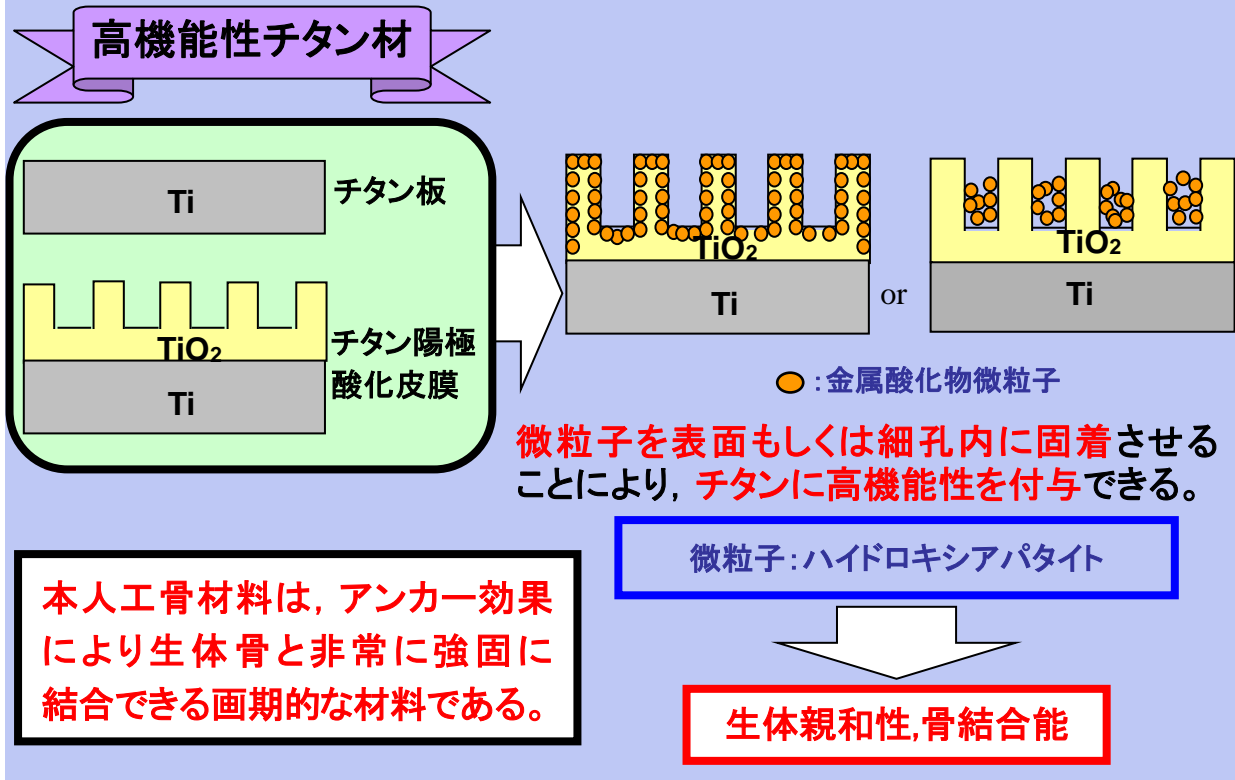 高機能性チタン材
Ti
チタン板
TiO₂
チタン陽極
酸化皮膜
Ti
TiO₂
Ti
or
TiO₂
Ti
：金属酸化物微粒子
微粒子を表面もしくは細孔内に固着させる
ことにより，チタンに高機能性を付与できる。
微粒子：ハイドロキシアパタイト
本人工骨材料は，アンカー効果
により生体骨と非常に強固に
結合できる画期的な材料である。
生体親和性,骨結合能